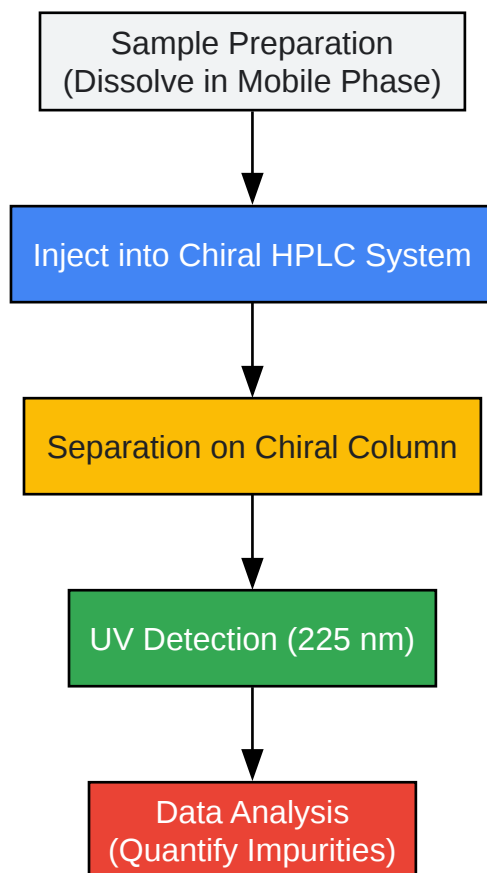 Sample Preparation
(Dissolve in Mobile Phase)
Inject into Chiral HPLC System
Separation on Chiral Column
UV Detection (225 nm)
Data Analysis
(Quantify Impurities)